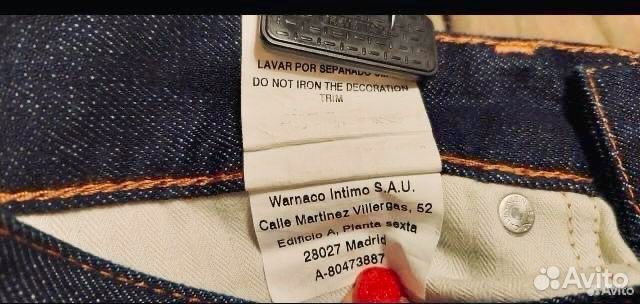 LAVAR POR SEPARADO
DO NOT IRON THE DECORATION
TRIM
Warnaco Intimo S.A.U.
Calle Martinez Villergas, 52
Edificio A, Planta sexta
28027 Madrid
A-80473887
Avito
Avito